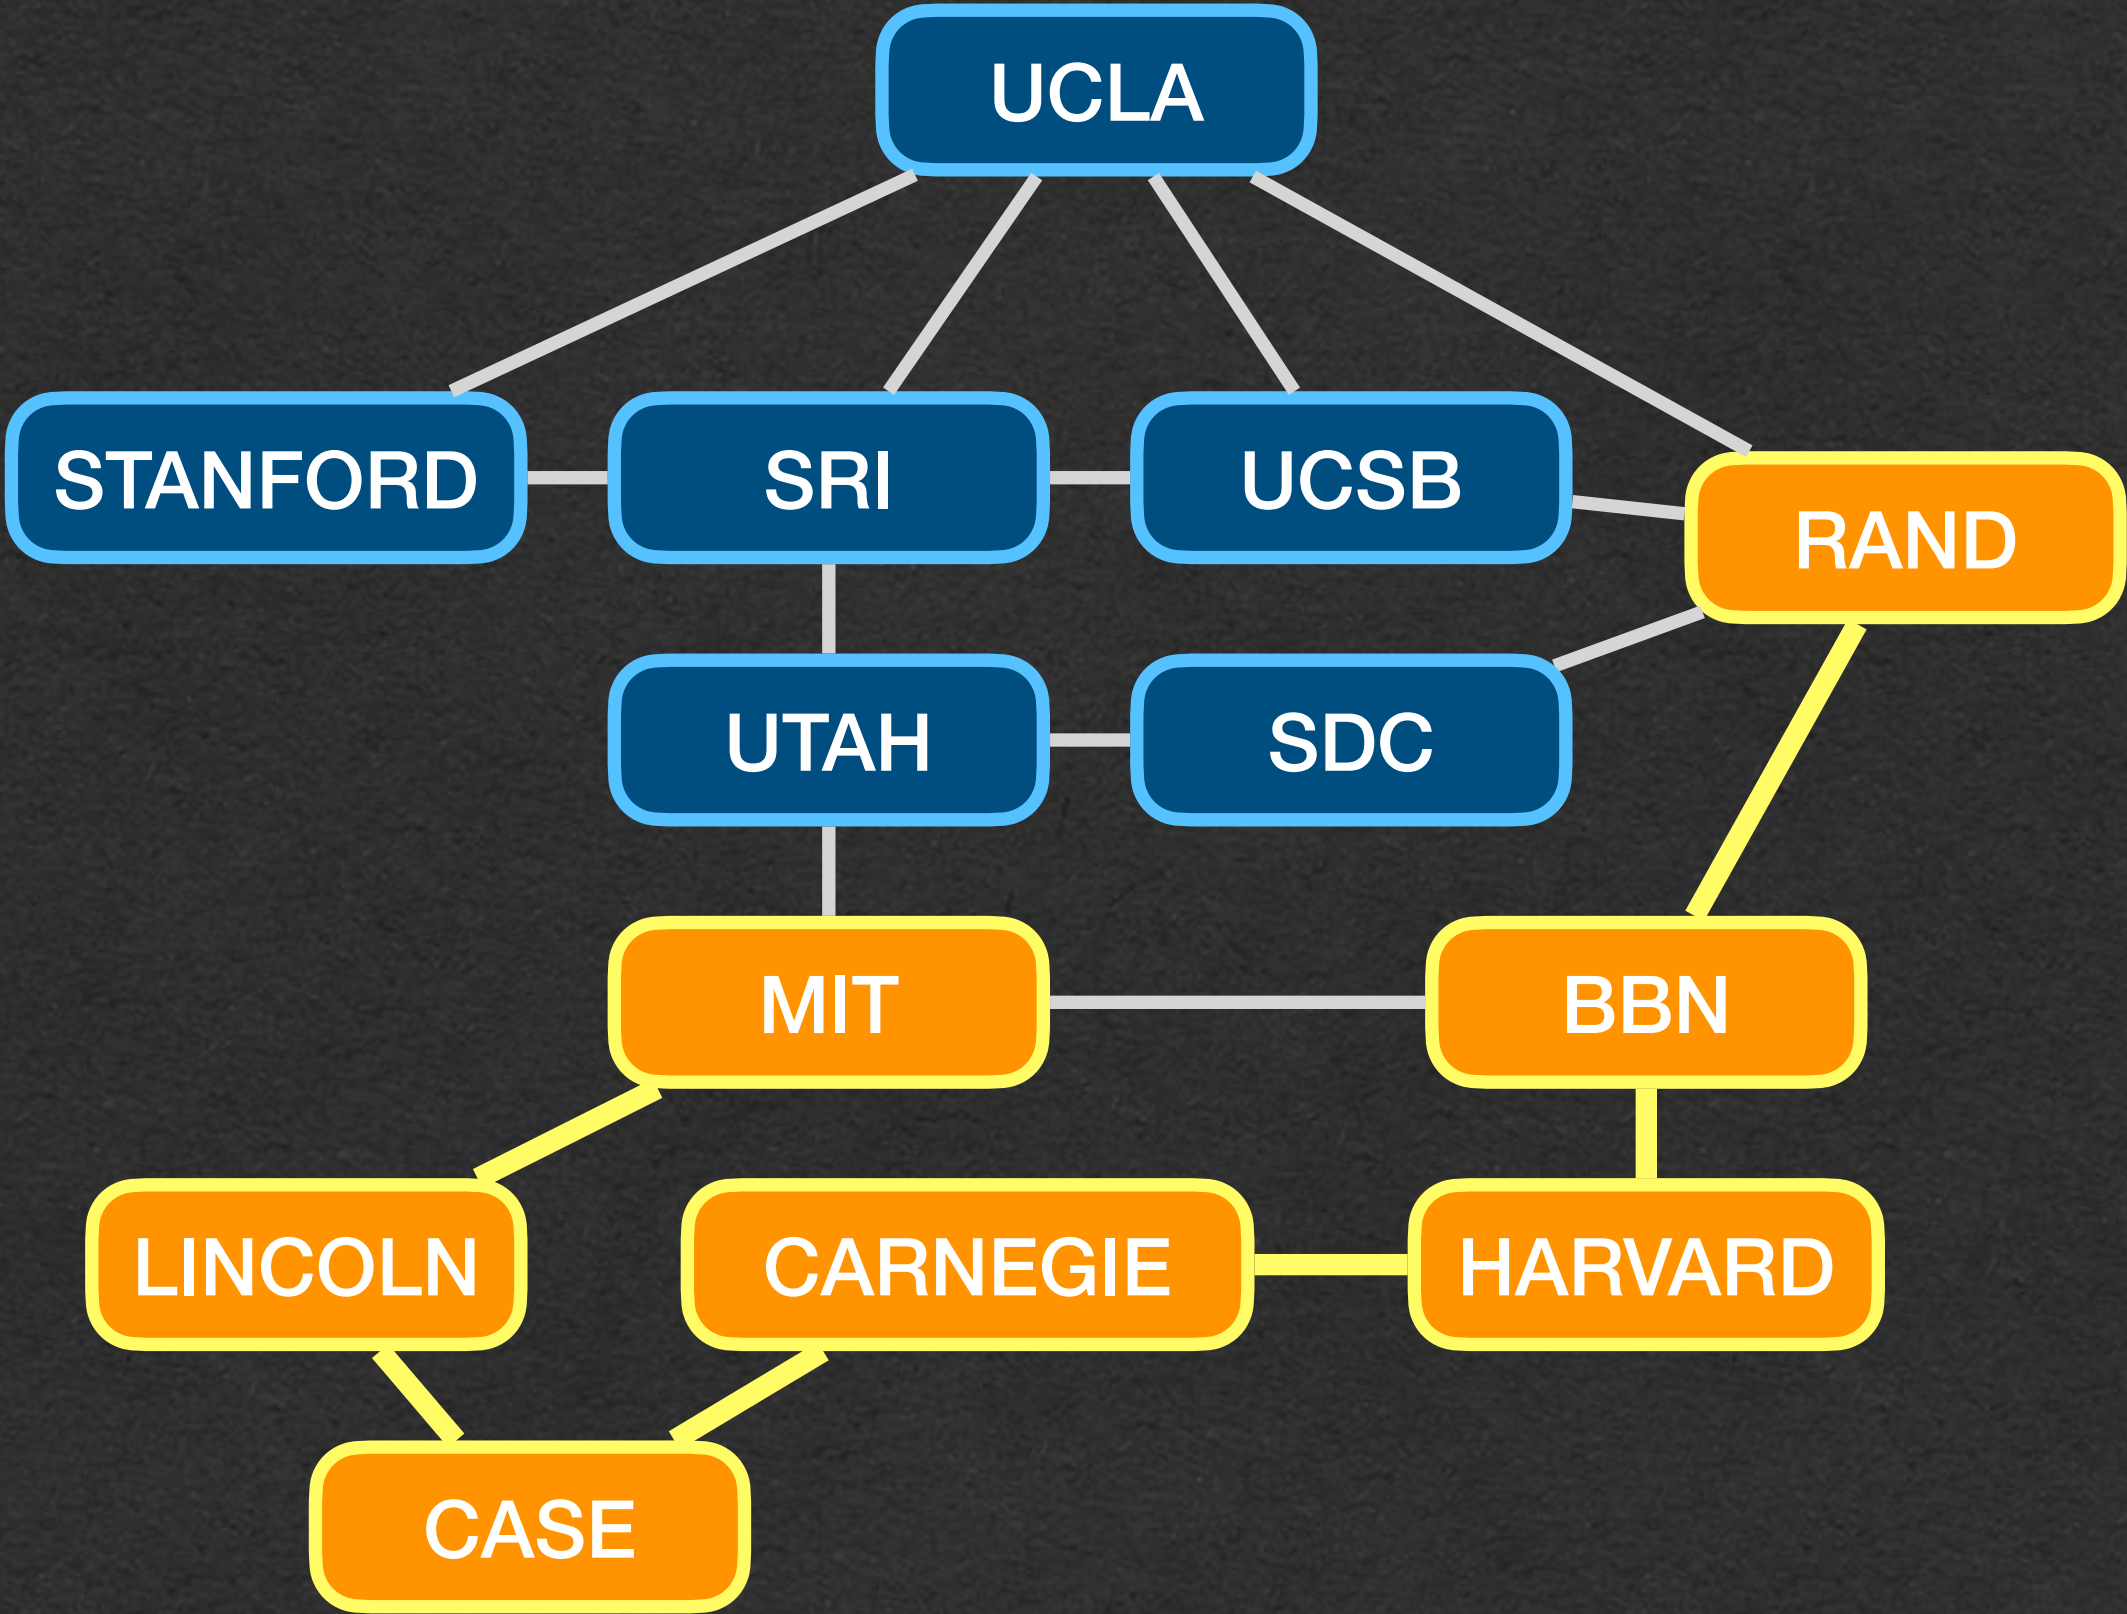 UCLA
STANFORD
SRI
UCSB
RAND
UTAH
SDC
MIT
BBN
LINCOLN
CARNEGIE
HARVARD
CASE